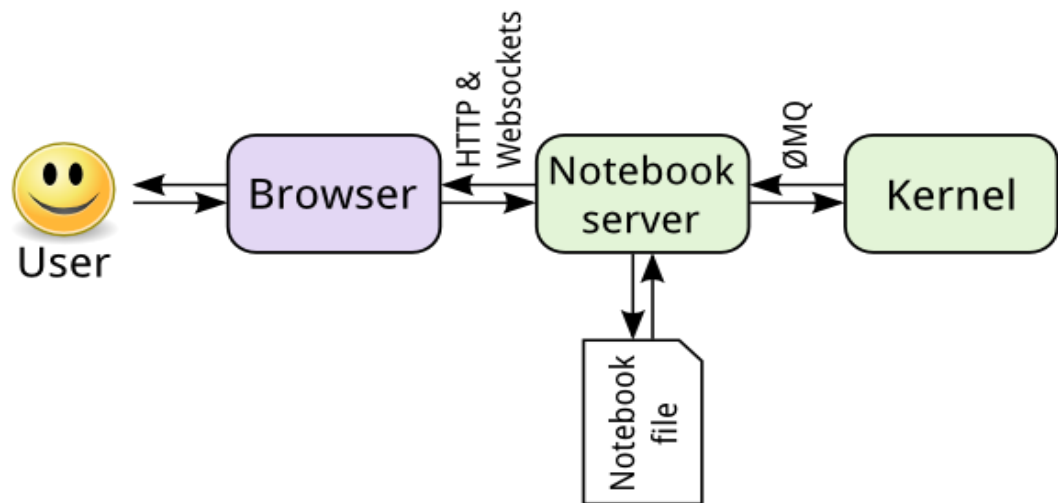 User
Browser
HTTP &
Websockets
Notebook
server
ØMQ
Kernel
Notebook
file